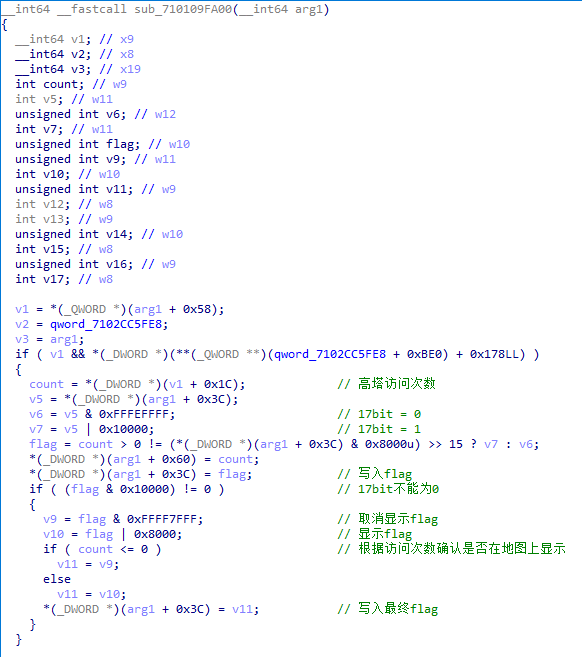 __int64 __fastcall sub_710109FA00(__int64 arg1)
{
  __int64 v1; // x9
  __int64 v2; // x8
  __int64 v3; // x19
  int count; // w9
  int v5; // w11
  unsigned int v6; // w12
  int v7; // w11
  unsigned int flag; // w10
  unsigned int v9; // w11
  int v10; // w10
  unsigned int v11; // w9
  int v12; // w8
  int v13; // w9
  unsigned int v14; // w10
  int v15; // w8
  unsigned int v16; // w9
  int v17; // w8

  v1 = *(_QWORD *)(arg1 + 0x58);
  v2 = qword_7102CC5FE8;
  v3 = arg1;
  if ( v1 && *(_DWORD *)(**(_QWORD **)(qword_7102CC5FE8 + 0xBE0) + 0x178LL) )
  {
    count = *(_DWORD *)(v1 + 0x1C);            // 高塔访问次数
    v5 = *(_DWORD *)(arg1 + 0x3C);
    v6 = v5 & 0xFFFEFFFF;                      // 17bit = 0
    v7 = v5 | 0x10000;                         // 17bit = 1
    flag = count > 0 != (*(_DWORD *)(arg1 + 0x3C) & 0x8000u) >> 15 ? v7 : v6;
    *(_DWORD *)(arg1 + 0x60) = count;
    *(_DWORD *)(arg1 + 0x3C) = flag;           // 写入flag
    if ( (flag & 0x10000) != 0 )               // 17bit不能为0
    {
      v9 = flag & 0xFFFF7FFF;                  // 取消显示flag
      v10 = flag | 0x8000;                     // 显示flag
      if ( count <= 0 )                        // 根据访问次数确认是否在地图上显示
        v11 = v9;
      else
        v11 = v10;
      *(_DWORD *)(arg1 + 0x3C) = v11;          // 写入最终flag
    }
  }